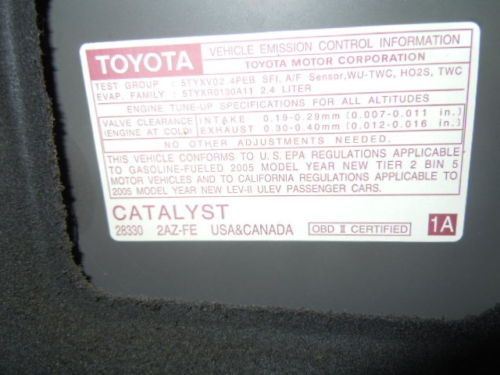 TOYOTA VEHICLE EMISSION CONTROL INFORMATION
TOYOTA MOTOR CORPORATION
TEST GROUP : 5TYXV02.4PEB SFI, A/F Sensor, WU-TWC, HO2S, TWC
EVAP. FAMILY : 5TYXR0130A11 2.4 LITER
ENGINE TUNE-UP SPECIFICATIONS FOR ALL ALTITUDES
VALVE CLEARANCE INTAKE 0.19-0.29mm (0.007-0.011 in.)
(ENGINE AT COLD) EXHAUST 0.30-0.40mm (0.012-0.016 in.)
NO OTHER ADJUSTMENTS NEEDED.
THIS VEHICLE CONFORMS TO U.S. EPA REGULATIONS APPLICABLE
TO GASOLINE-FUELED 2005 MODEL YEAR NEW TIER 2 BIN 5
MOTOR VEHICLES AND TO CALIFORNIA REGULATIONS APPLICABLE TO
2005 MODEL YEAR NEW LEV-II ULEV PASSENGER CARS.
CATALYST
28330 2AZ-FE USA&CANADA OBD II CERTIFIED 1A